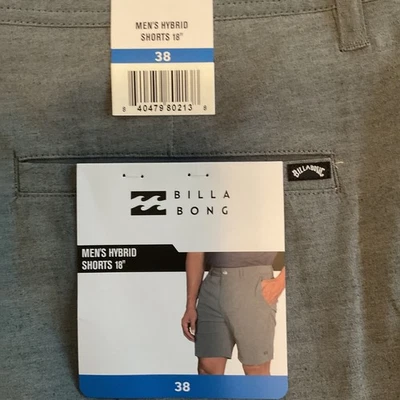 MEN'S HYBRID
SHORTS 18"
38
8 40479 80213 8
BILLABONG
BILLA
BONG
MEN'S HYBRID
SHORTS 18"
38